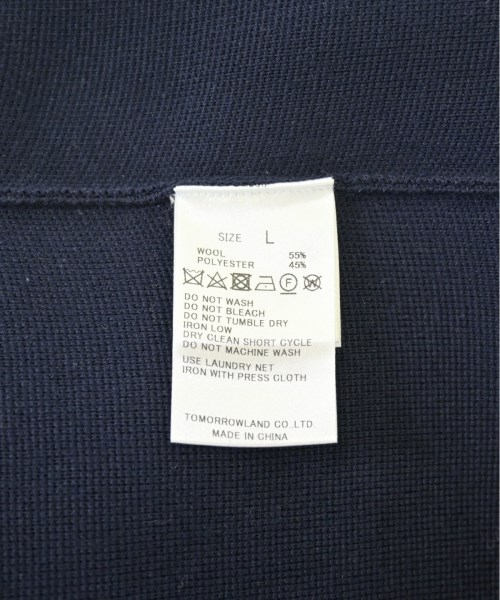 SIZE L
WOOL 55%
POLYESTER 45%
F W
DO NOT WASH
DO NOT BLEACH
DO NOT TUMBLE DRY
IRON LOW
DRY CLEAN SHORT CYCLE
DO NOT MACHINE WASH
USE LAUNDRY NET
IRON WITH PRESS CLOTH
TOMORROWLAND CO.,LTD.
MADE IN CHINA